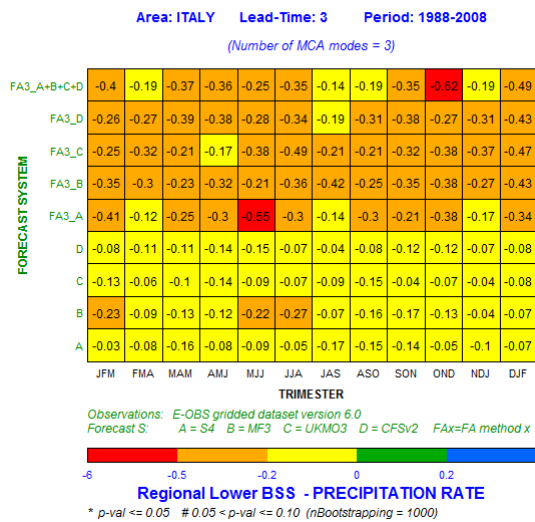 Area: ITALY Lead-Time: 3 Period: 1988-2008
(Number of MCA modes = 3)
FORECAST SYSTEM
FA3_A+B+C+D -0.4 -0.19 -0.37 -0.36 -0.25 -0.35 -0.14 -0.19 -0.35 -0.62 -0.19 -0.49
FA3_D -0.26 -0.27 -0.39 -0.38 -0.28 -0.34 -0.19 -0.31 -0.38 -0.27 -0.31 -0.43
FA3_C -0.25 -0.32 -0.21 -0.17 -0.38 -0.49 -0.21 -0.21 -0.32 -0.38 -0.37 -0.47
FA3_B -0.35 -0.3 -0.23 -0.32 -0.21 -0.36 -0.42 -0.25 -0.35 -0.38 -0.27 -0.43
FA3_A -0.41 -0.12 -0.25 -0.3 -0.55 -0.3 -0.14 -0.3 -0.21 -0.38 -0.17 -0.34
D -0.08 -0.11 -0.11 -0.14 -0.15 -0.07 -0.04 -0.08 -0.12 -0.12 -0.07 -0.08
C -0.13 -0.06 -0.1 -0.14 -0.09 -0.07 -0.09 -0.15 -0.14 -0.07 -0.04 -0.08
B -0.23 -0.09 -0.13 -0.12 -0.22 -0.27 -0.07 -0.16 -0.17 -0.13 -0.04 -0.07
A -0.03 -0.08 -0.16 -0.08 -0.09 -0.05 -0.17 -0.15 -0.14 -0.05 -0.1 -0.07
JFM FMA MAM AMJ MJJ JJA JAS ASO SON OND NDJ DJF
TRIMESTER
Observations: E-OBS gridded dataset version 6.0
Forecast S: A = S4 B = MF3 C = UKMO3 D = CFSv2 FAx=FA method x
-6 -0.5 -0.2 0 0.2
Regional Lower BSS - PRECIPITATION RATE
* p-val <= 0.05 # 0.05 < p-val <= 0.10 (nBootstrapping = 1000)